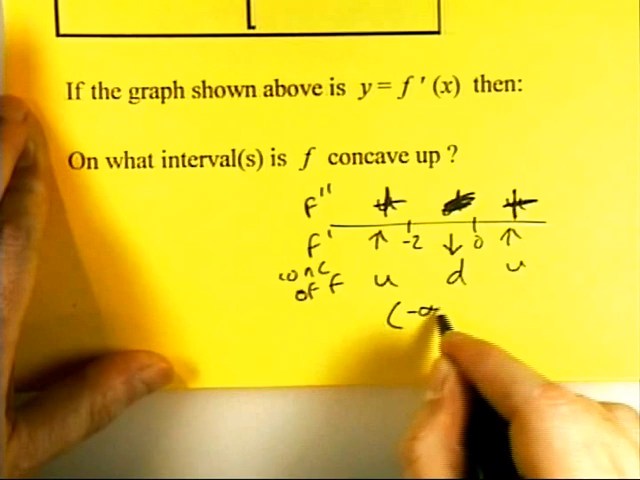 If the graph shown above is y = f ' (x) then:
On what interval(s) is f concave up ?
f" + +
f' ↑ -2 ↓ 0 ↑
conc
of f u d u
(-∞